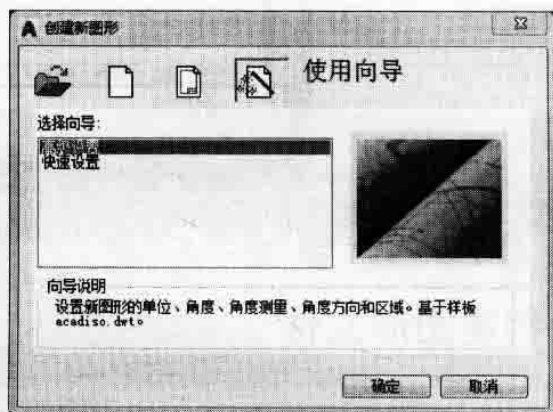 创建新图形
使用向导
选择向导:
快速设置
向导说明
设置新图形的单位、角度、角度测量、角度方向和区域。基于样板
acadiso.dwt。
确定
取消